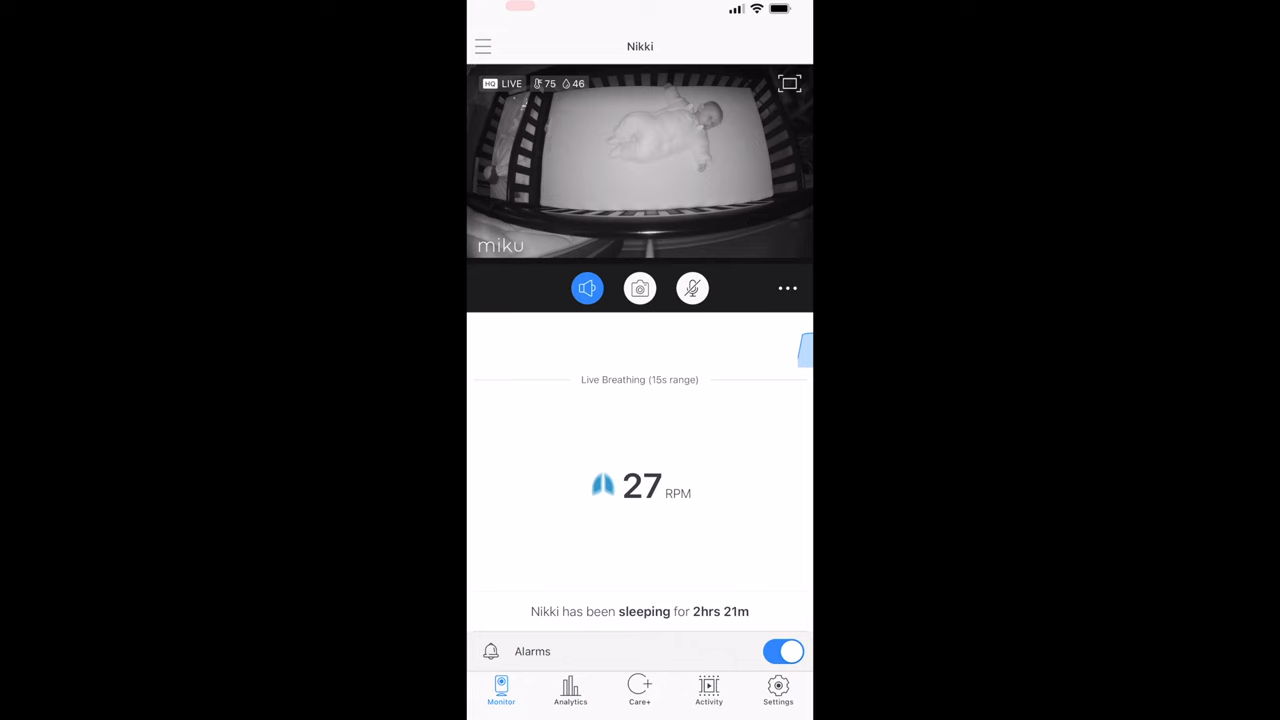 Nikki
HQ LIVE 75 46
miku
Live Breathing (15s range)
27 RPM
Nikki has been sleeping for 2hrs 21m
Alarms
Monitor Analytics Care+ Activity Settings